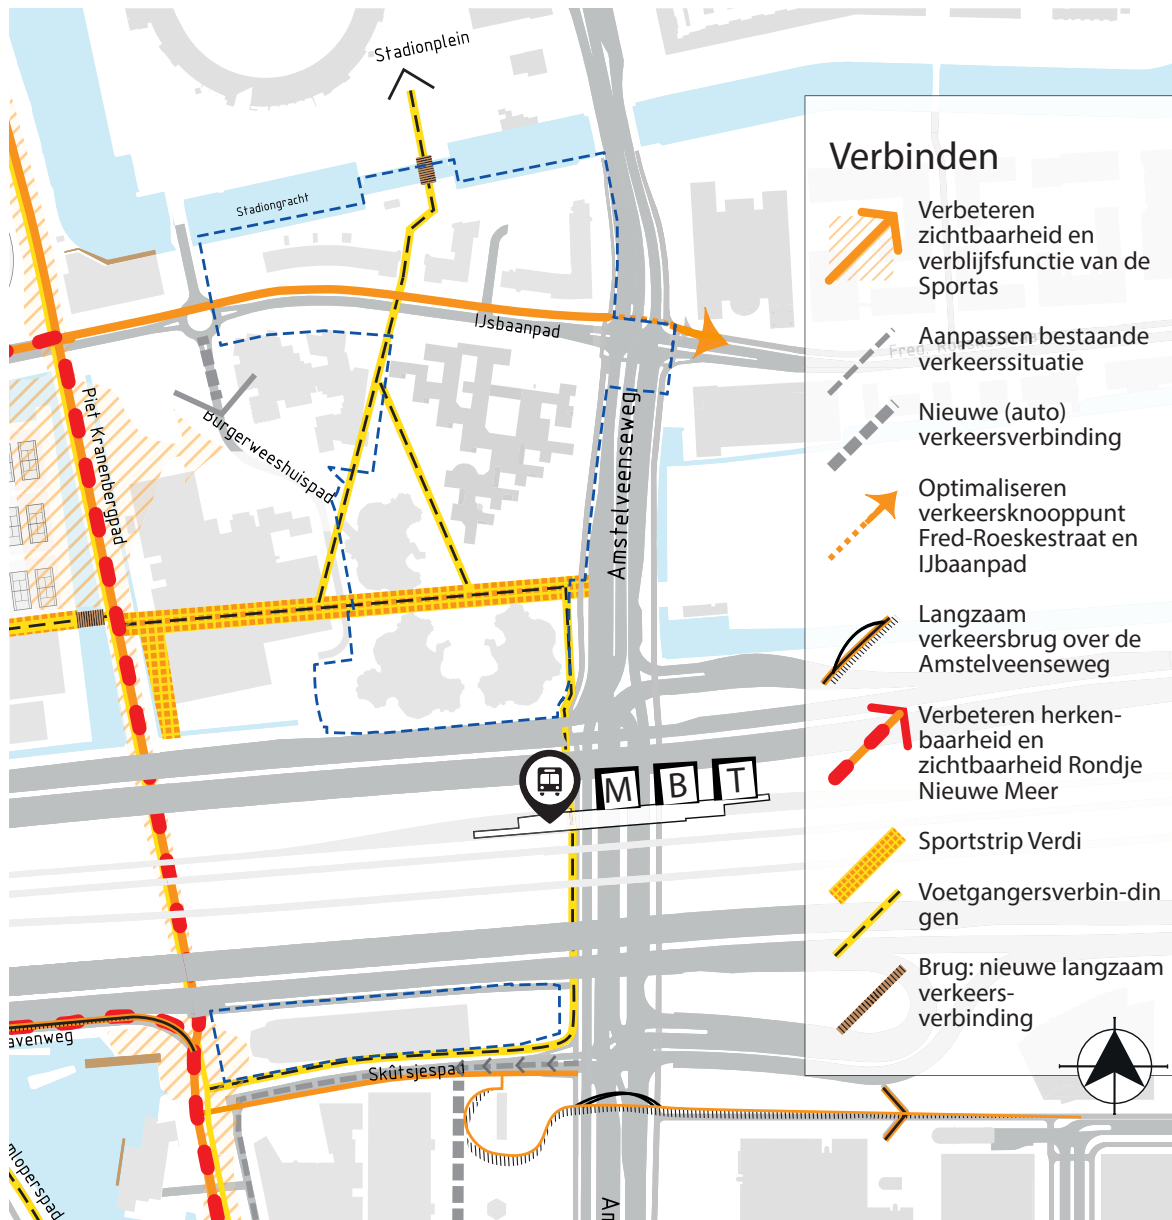 Stadionplein
Stadiongracht
IJsbaanpad
Burgerweeshuispad
Piet Kranenbergpad
Amstelveenseweg
M B T
Skûtsjespad
avenweg
mloperspad
Am
Verbinden
Verbeteren
zichtbaarheid en
verblijfsfunctie van de
Sportas
Aanpassen bestaande
verkeerssituatie
Nieuwe (auto)
verkeersverbinding
Optimaliseren
verkeersknooppunt
Fred-Roeskestraat en
IJbaanpad
Langzaam
verkeersbrug over de
Amstelveenseweg
Verbeteren herken-
baarheid en
zichtbaarheid Rondje
Nieuwe Meer
Sportstrip Verdi
Voetgangersverbin-din
gen
Brug: nieuwe langzaam
verkeers-
verbinding